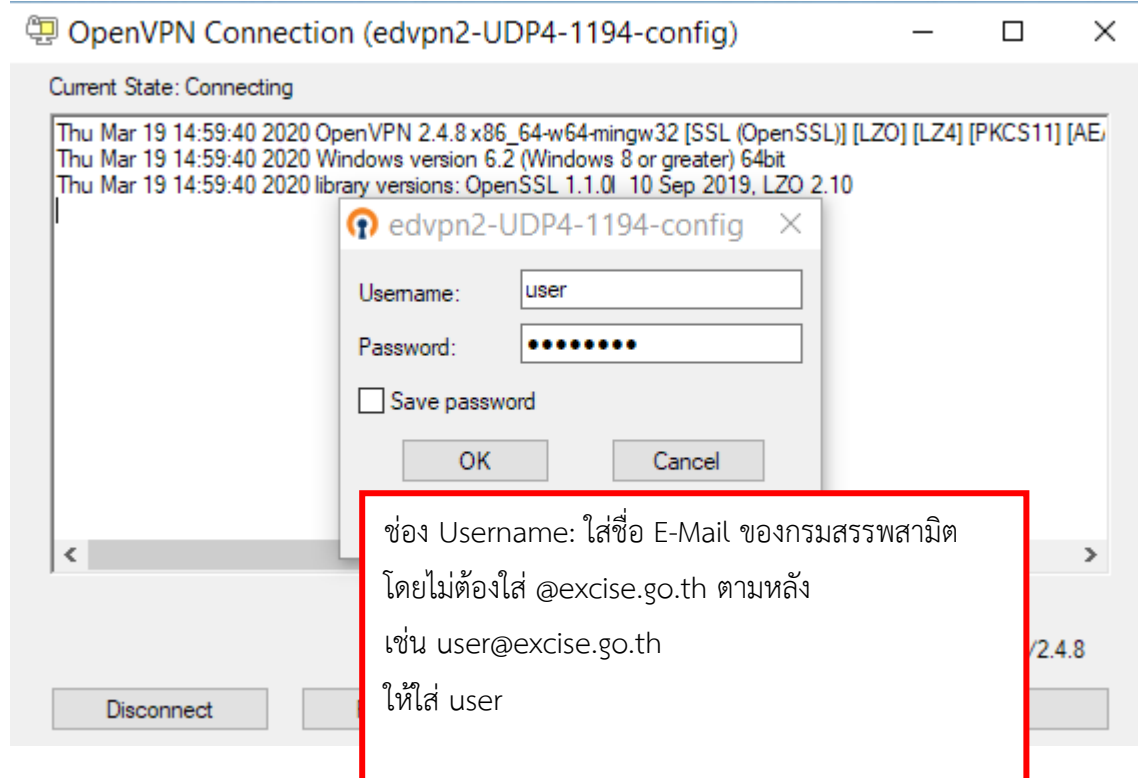 OpenVPN Connection (edvpn2-UDP4-1194-config)
Current State: Connecting
Thu Mar 19 14:59:40 2020 OpenVPN 2.4.8 x86_64-w64-mingw32 [SSL (OpenSSL)] [LZO] [LZ4] [PKCS11] [AEA
Thu Mar 19 14:59:40 2020 Windows version 6.2 (Windows 8 or greater) 64bit
Thu Mar 19 14:59:40 2020 library versions: OpenSSL 1.1.0l 10 Sep 2019, LZO 2.10
edvpn2-UDP4-1194-config
Username: user
Password: ●●●●●●●●
Save password
OK Cancel
ช่อง Username: ใส่ชื่อ E-Mail ของกรมสรรพสามิต
โดยไม่ต้องใส่ @excise.go.th ตามหลัง
เช่น user@excise.go.th
ให้ใส่ user
/2.4.8
Disconnect